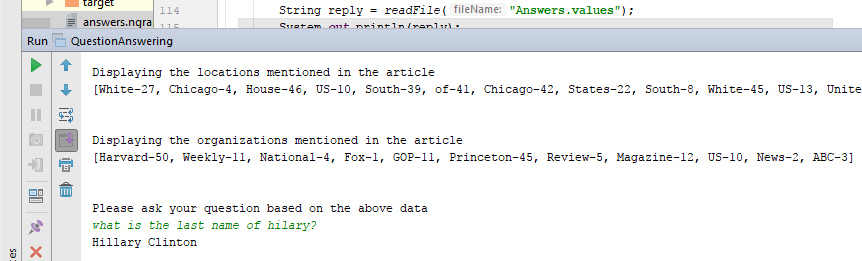 target
answers.ngra
114 String reply = readFile( fileName: "Answers.values");
115 System.out.println(reply);
Run QuestionAnswering
Displaying the locations mentioned in the article
[White-27, Chicago-4, House-46, US-10, South-39, of-41, Chicago-42, States-22, South-8, White-45, US-13, Unite
Displaying the organizations mentioned in the article
[Harvard-50, Weekly-11, National-4, Fox-1, GOP-11, Princeton-45, Review-5, Magazine-12, US-10, News-2, ABC-3]
Please ask your question based on the above data
what is the last name of hilary?
Hillary Clinton